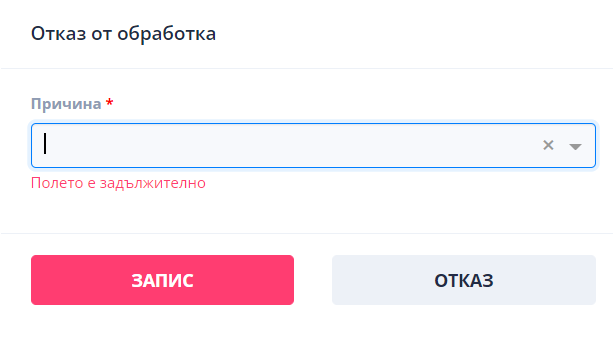 Отказ от обработка
Причина *
Полето е задължително
ЗАПИС
ОТКАЗ